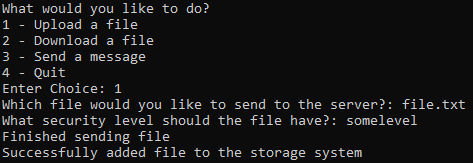 What would you like to do?
1 - Upload a file
2 - Download a file
3 - Send a message
4 - Quit
Enter Choice: 1
Which file would you like to send to the server?: file.txt
What security level should the file have?: somelevel
Finished sending file
Successfully added file to the storage system